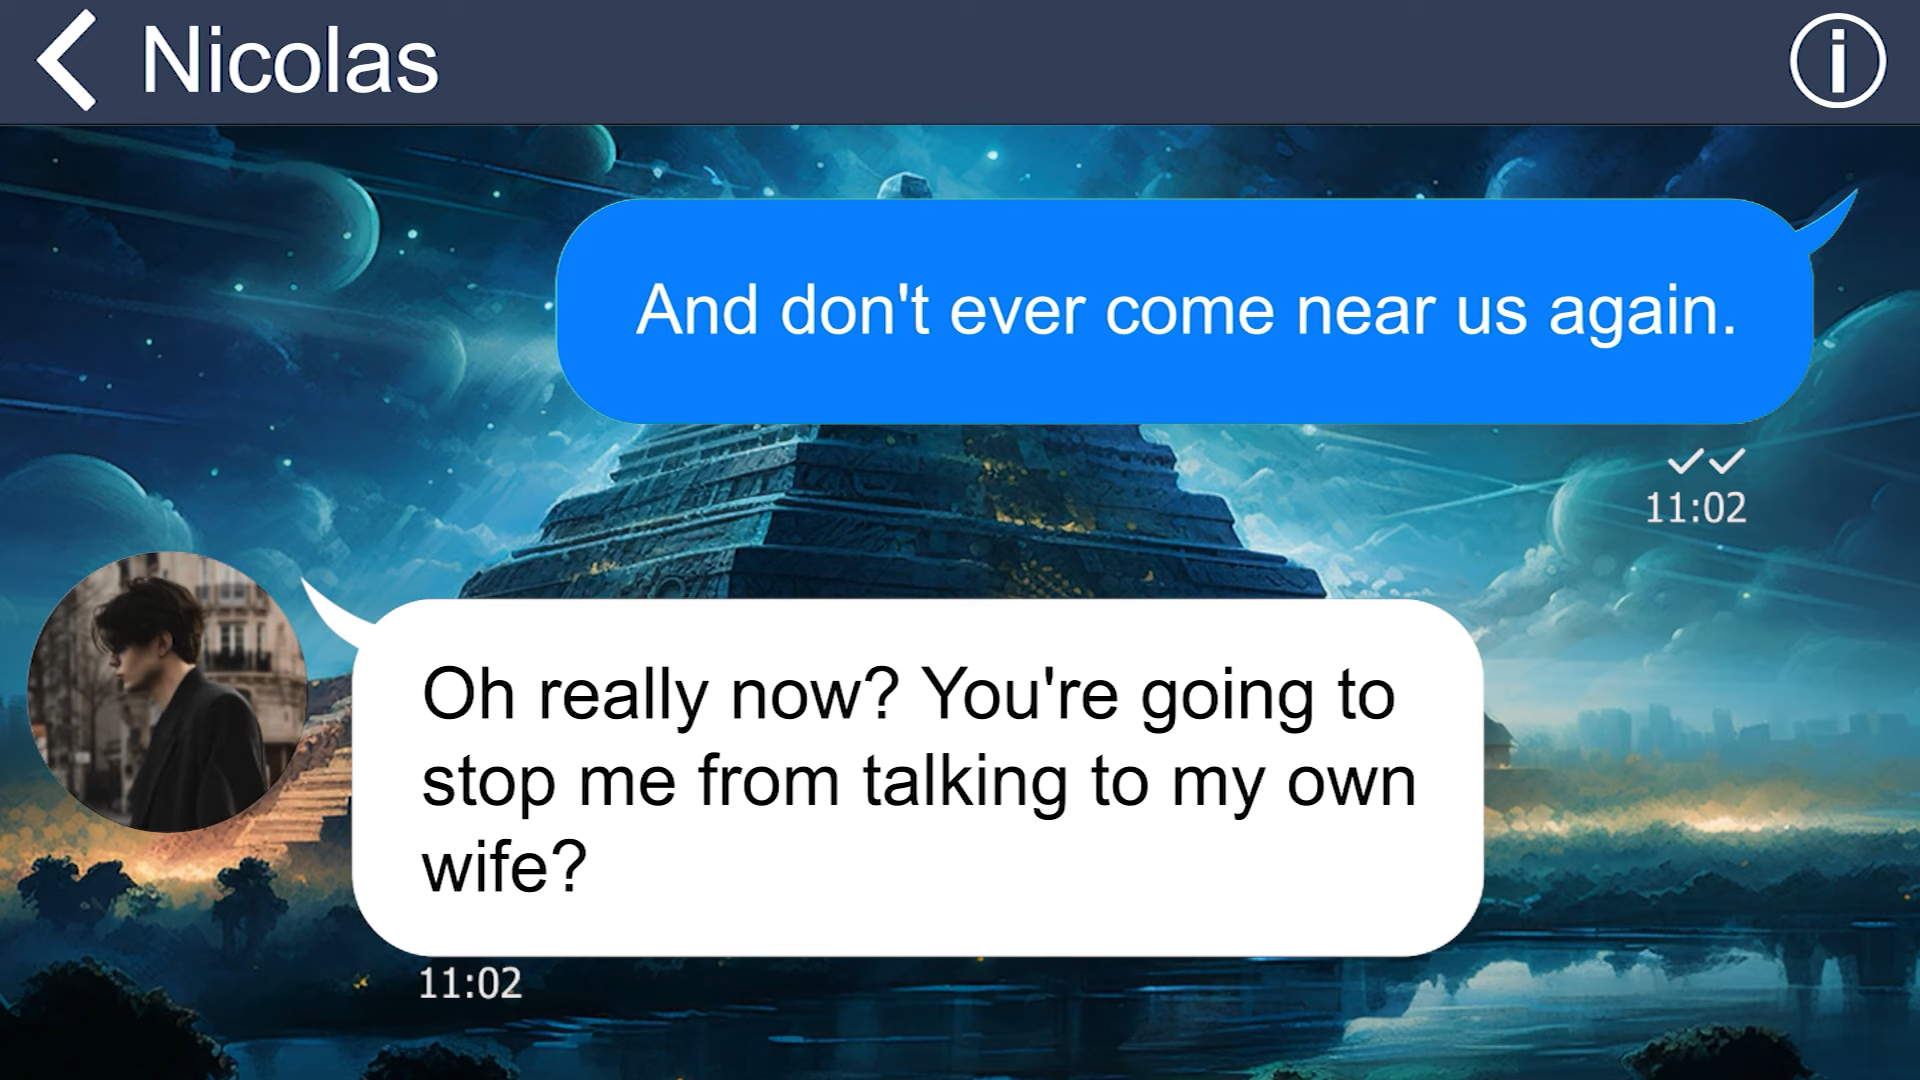 Nicolas
And don't ever come near us again.
11:02
Oh really now? You're going to
stop me from talking to my own
wife?
11:02